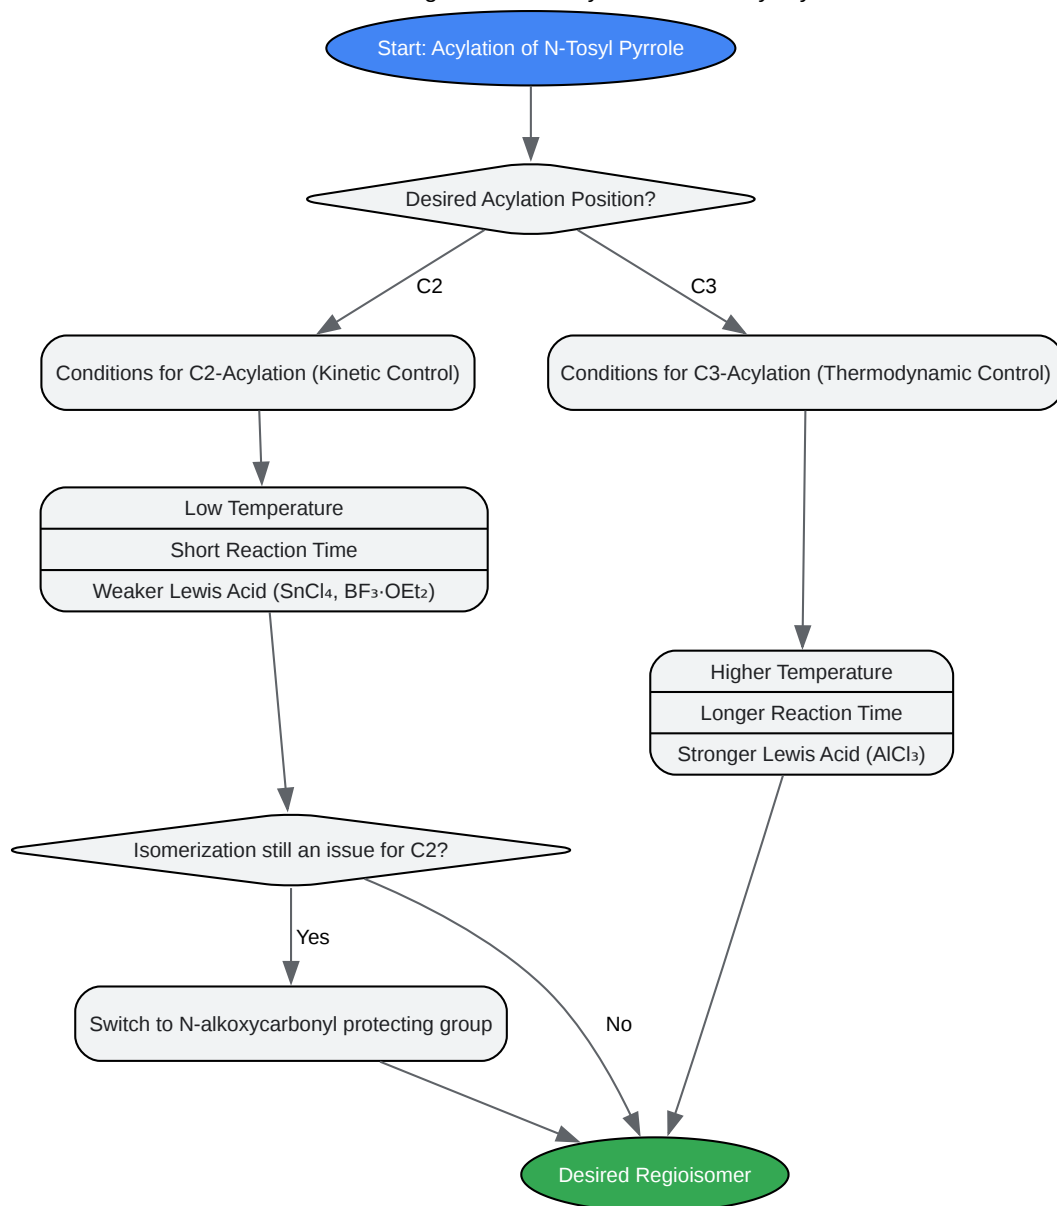 Start: Acylation of N-Tosyl Pyrrole
Desired Acylation Position?
C2
C3
Conditions for C2-Acylation (Kinetic Control)
Conditions for C3-Acylation (Thermodynamic Control)
Low Temperature
Short Reaction Time
Weaker Lewis Acid (SnCl₄, BF₃·OEt₂)
Higher Temperature
Longer Reaction Time
Stronger Lewis Acid (AlCl₃)
Isomerization still an issue for C2?
Yes
Switch to N-alkoxycarbonyl protecting group
No
Desired Regioisomer